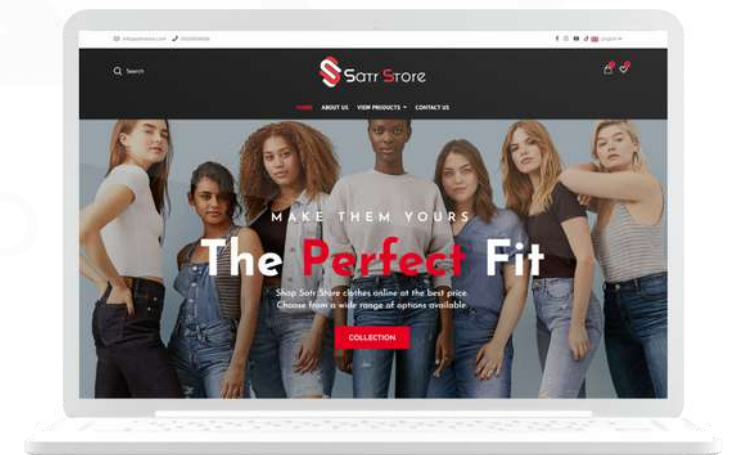 Search
Satr Store
HOME
ABOUT US
VIEW PRODUCTS
CONTACT US
MAKE THEM YOURS
The Perfect Fit
Shop Satr Store clothes online at the best price.
Choose from a wide range of options available.
COLLECTION